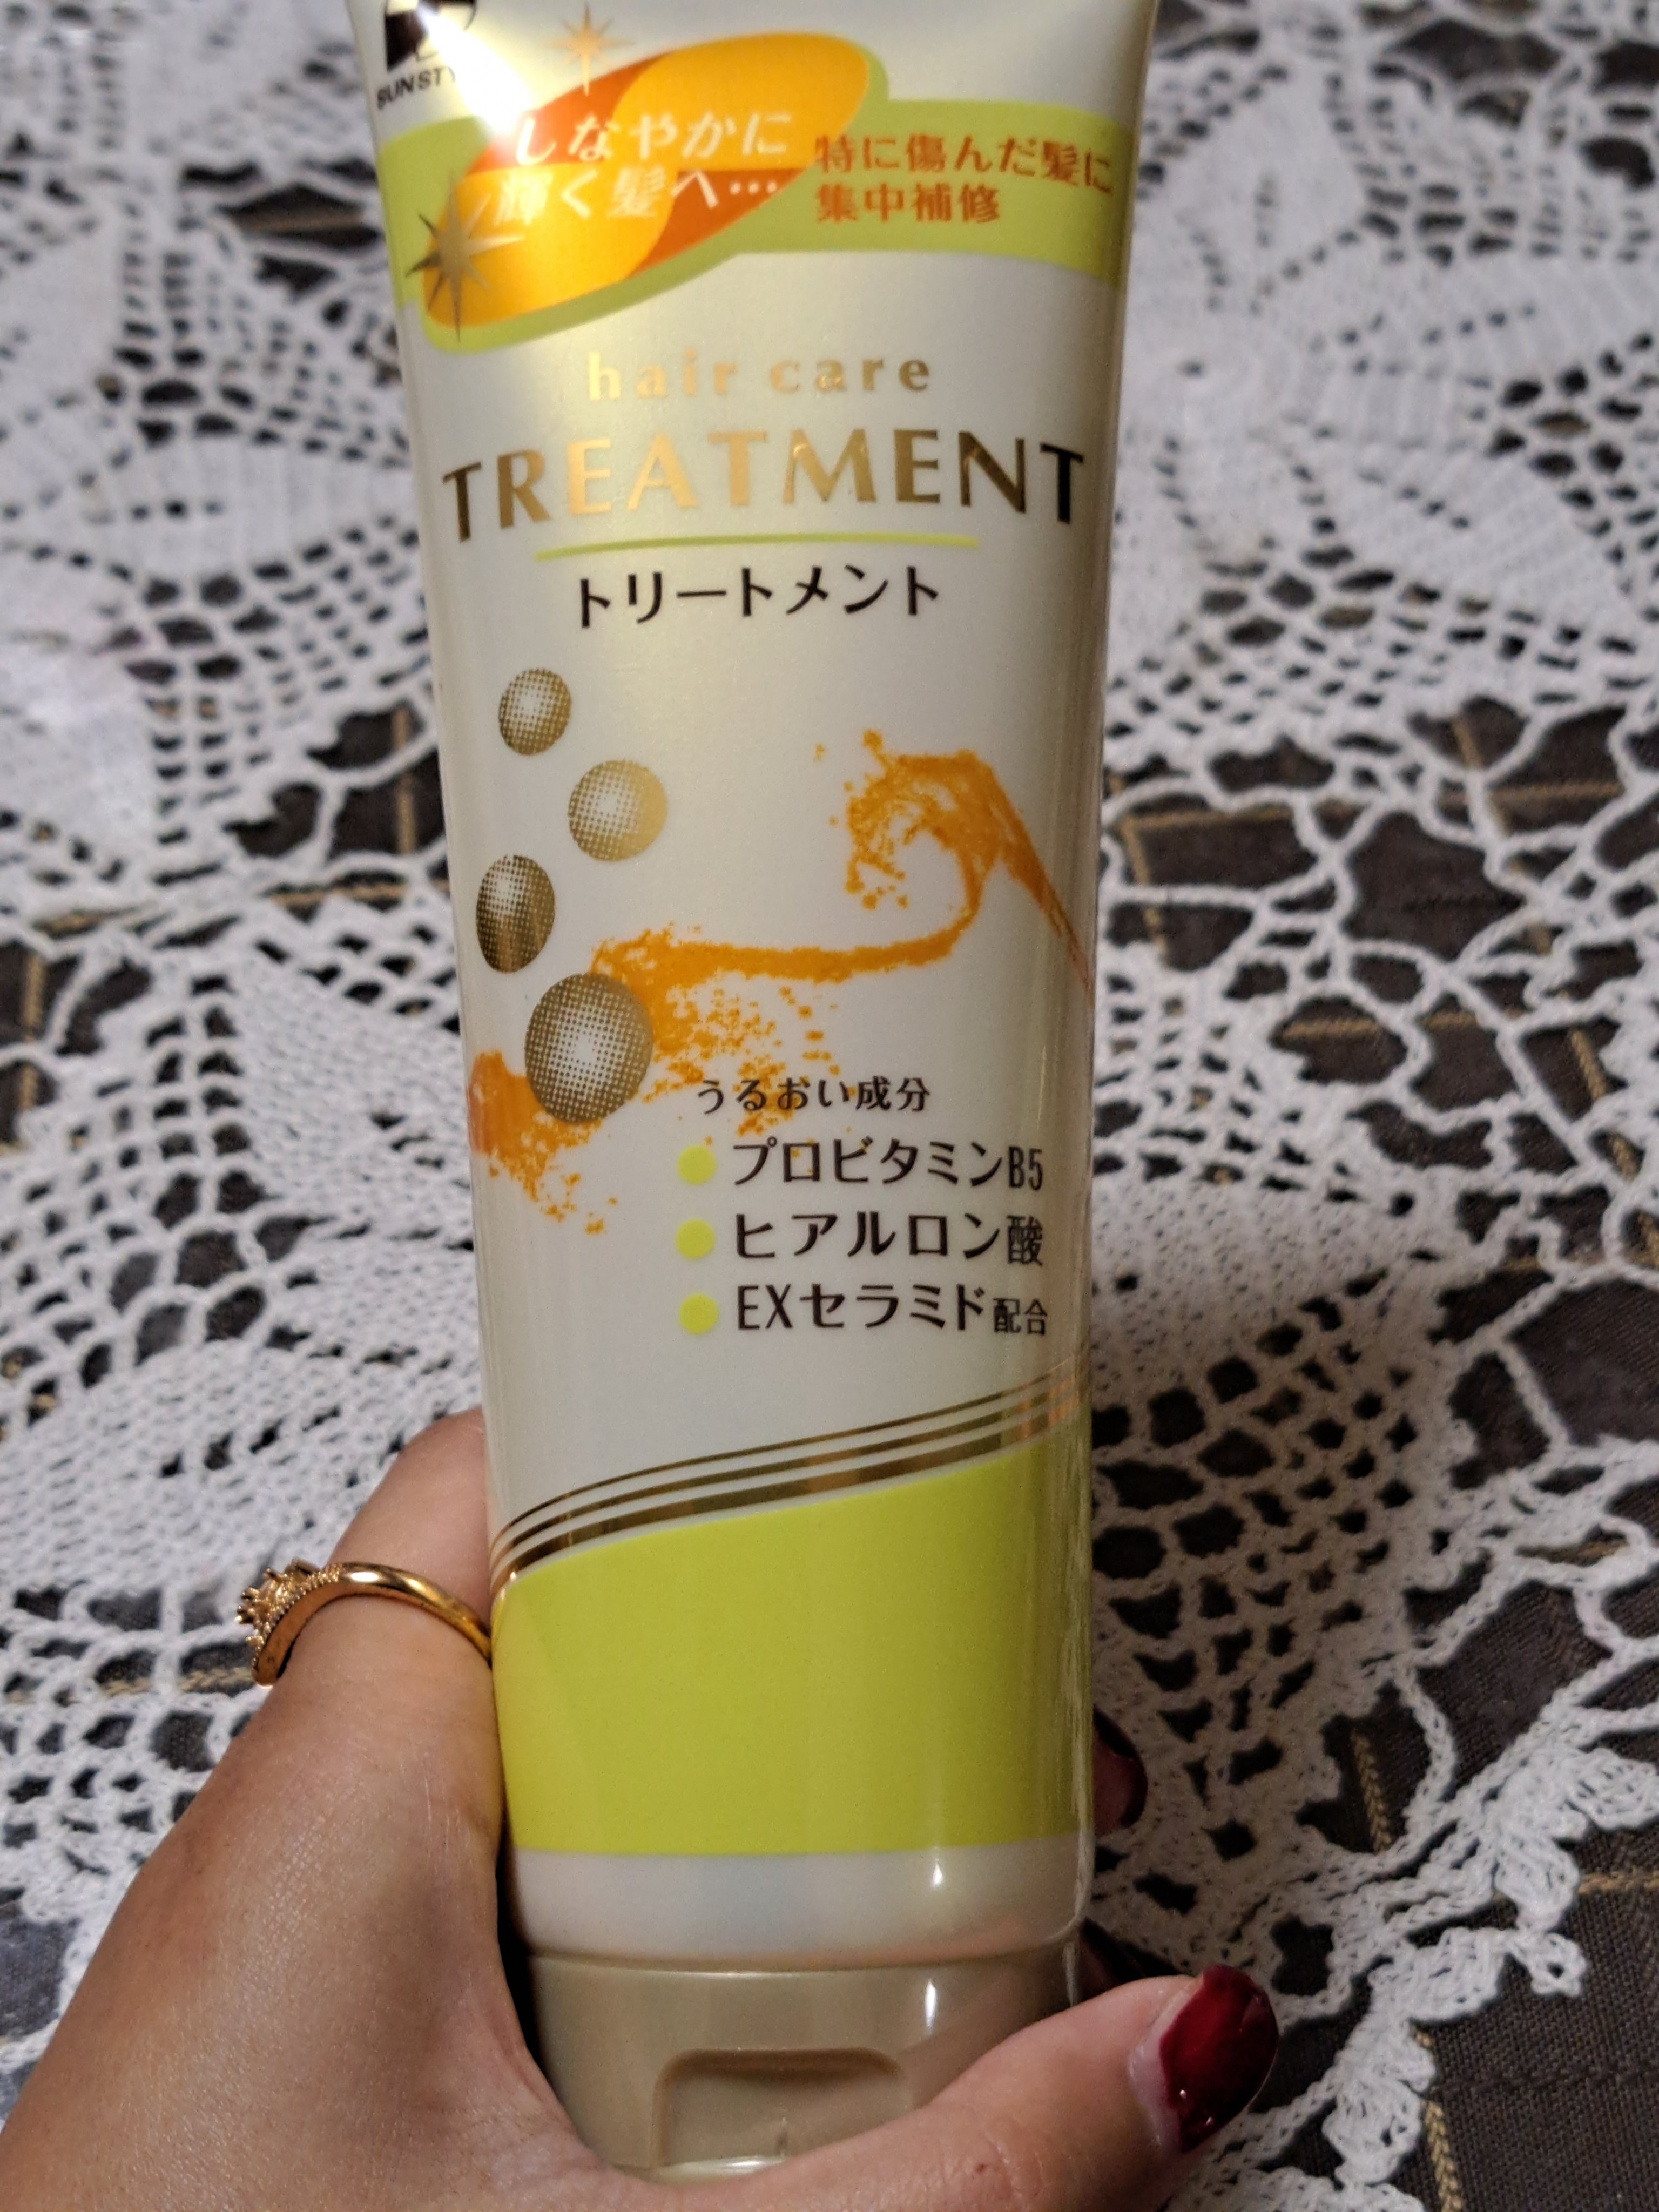 しなやかに
輝く髪へ…
特に傷んだ髪に
集中補修
hair care
TREATMENT
トリートメント
うるおい成分
プロビタミンB5
ヒアルロン酸
EXセラミド配合